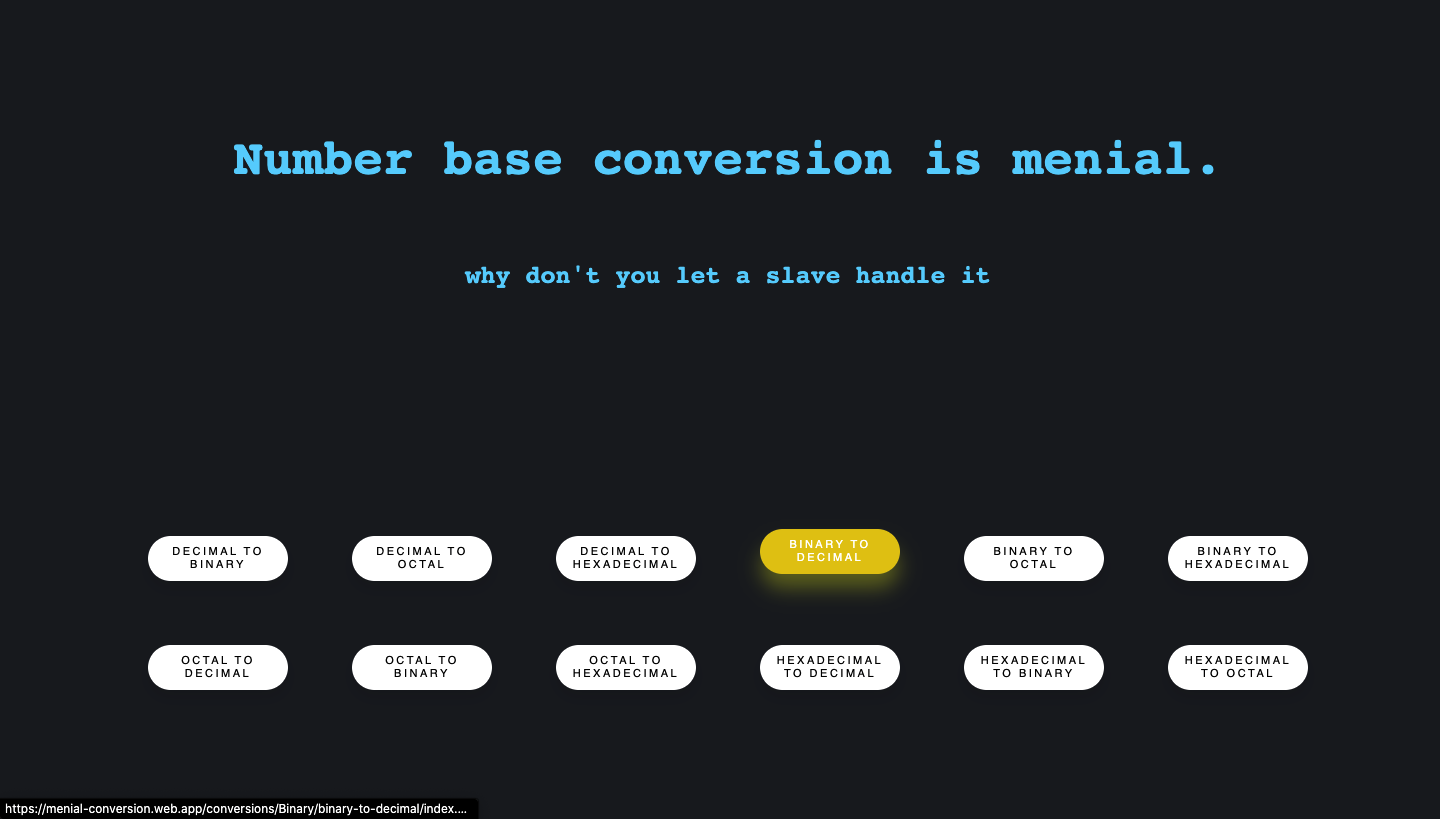 Number base conversion is menial.
why don't you let a slave handle it
DECIMAL TO
BINARY
DECIMAL TO
OCTAL
DECIMAL TO
HEXADECIMAL
BINARY TO
DECIMAL
BINARY TO
OCTAL
BINARY TO
HEXADECIMAL
OCTAL TO
DECIMAL
OCTAL TO
BINARY
OCTAL TO
HEXADECIMAL
HEXADECIMAL
TO DECIMAL
HEXADECIMAL
TO BINARY
HEXADECIMAL
TO OCTAL
https://menial-conversion.web.app/conversions/Binary/binary-to-decimal/index....